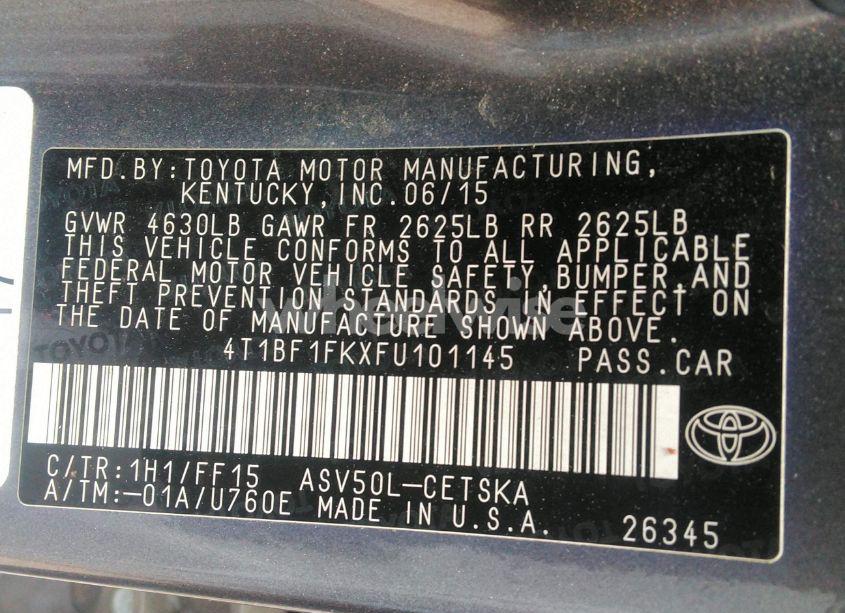 MFD.BY:TOYOTA MOTOR MANUFACTURING,
KENTUCKY,INC.06/15
GVWR 4630LB GAWR FR 2625LB RR 2625LB
THIS VEHICLE CONFORMS TO ALL APPLICABLE
FEDERAL MOTOR VEHICLE SAFETY,BUMPER,AND
THEFT PREVENTION STANDARDS IN EFFECT ON
THE DATE OF MANUFACTURE SHOWN ABOVE.
4T1BF1FKXFU101145 PASS.CAR
C/TR:1H1/FF15 ASV50L-CETSKA
A/TM:-01A/U760E MADE IN U.S.A. 26345